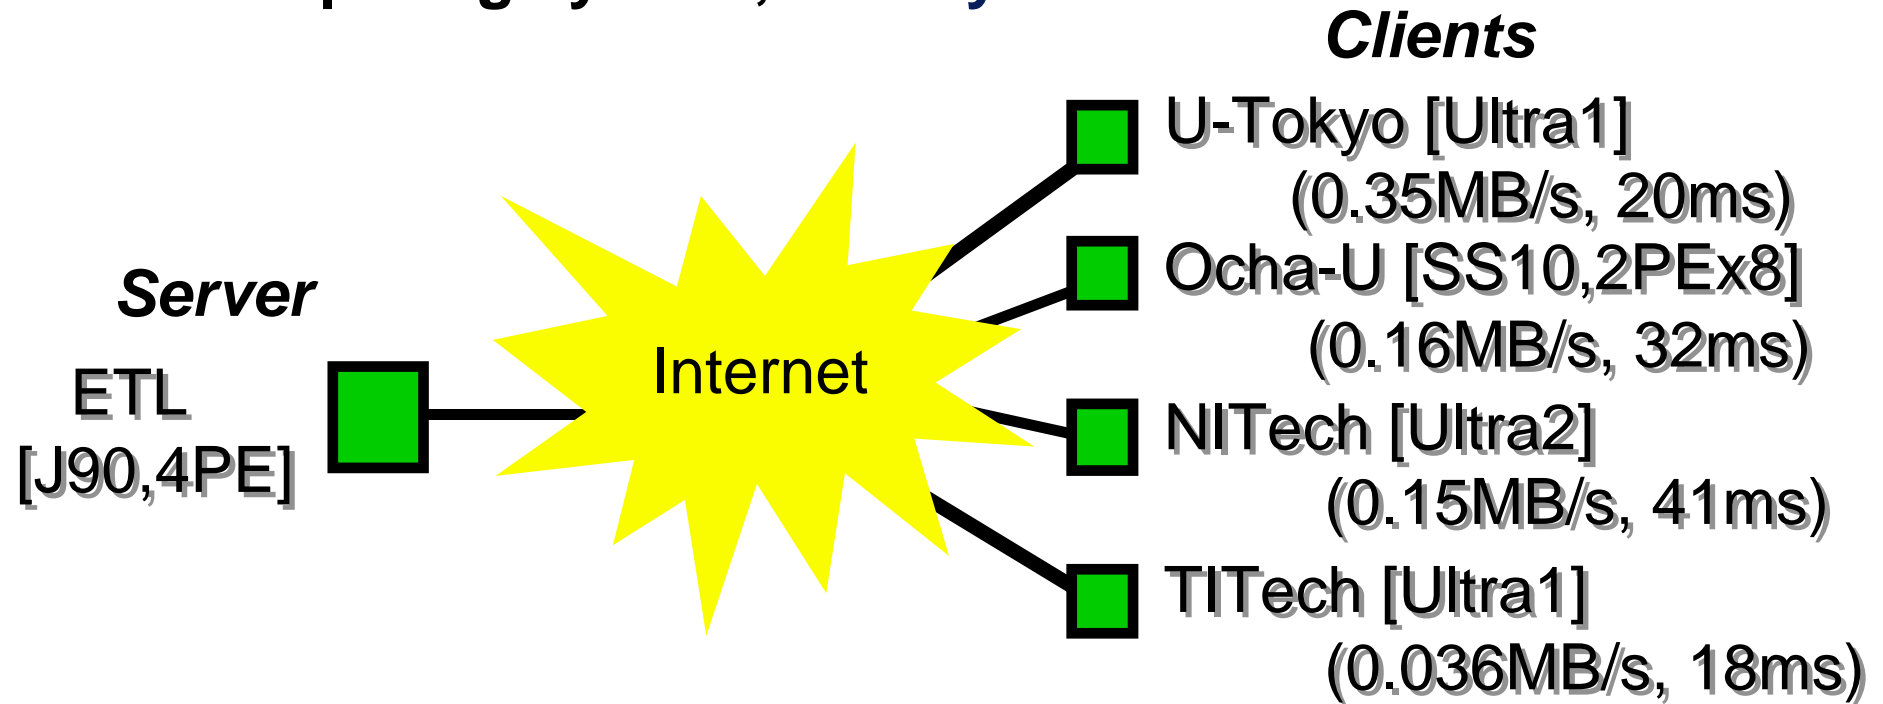 Clients
U-Tokyo [Ultra1]
(0.35MB/s, 20ms)
Ocha-U [SS10,2PEx8]
(0.16MB/s, 32ms)
Server
Internet
ETL
[J90,4PE]
NITech [Ultra2]
(0.15MB/s, 41ms)
TITech [Ultra1]
(0.036MB/s, 18ms)